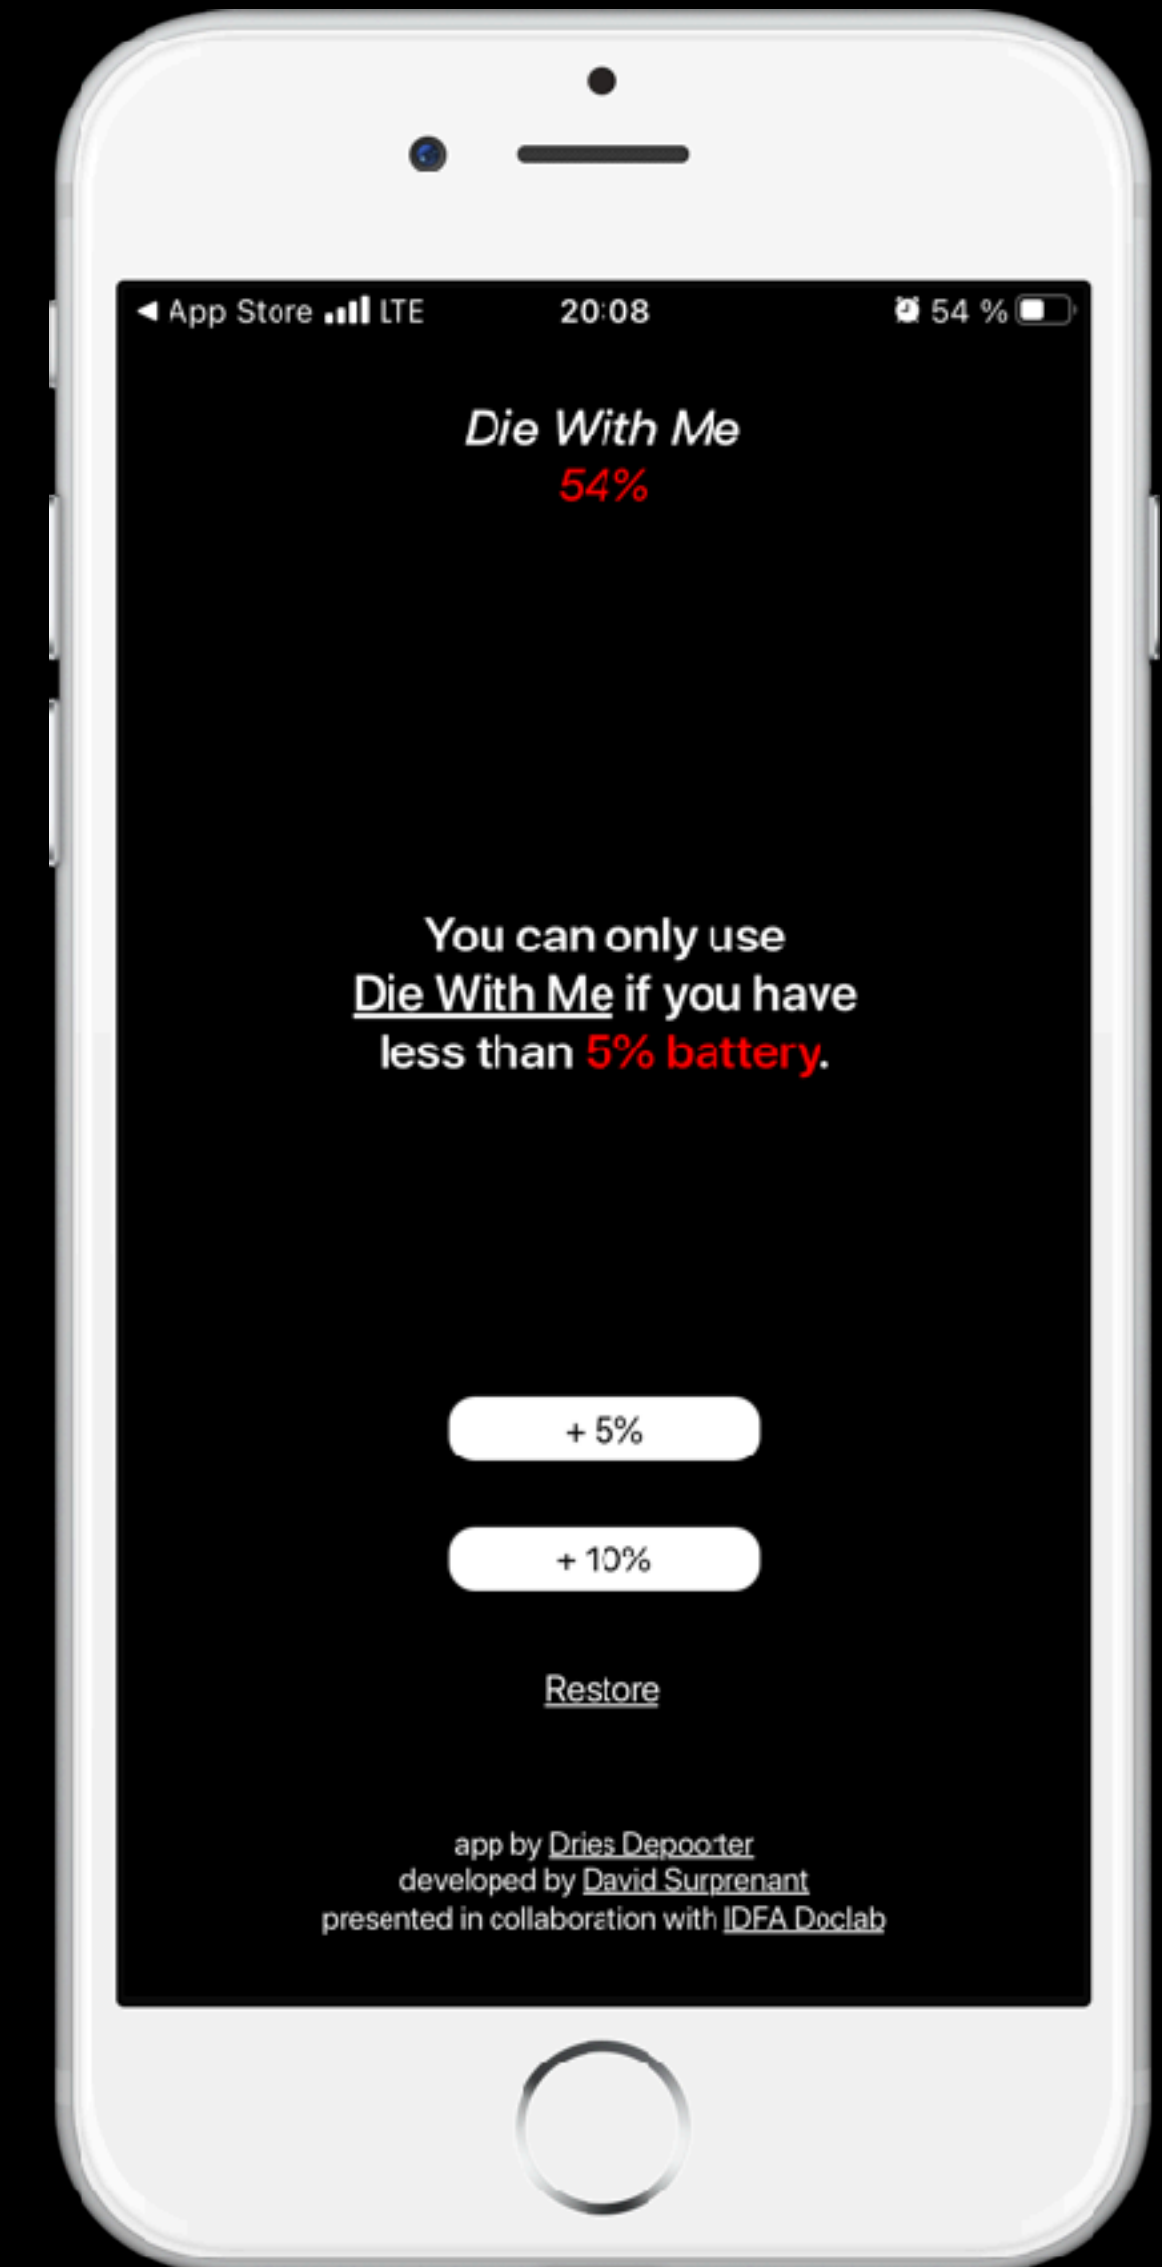 App Store LTE 20:08 54 %
Die With Me
54%
You can only use
Die With Me if you have
less than 5% battery.
+ 5%
+ 10%
Restore
app by Dries Depoorter
developed by David Surprenant
presented in collaboration with IDFA Doclab